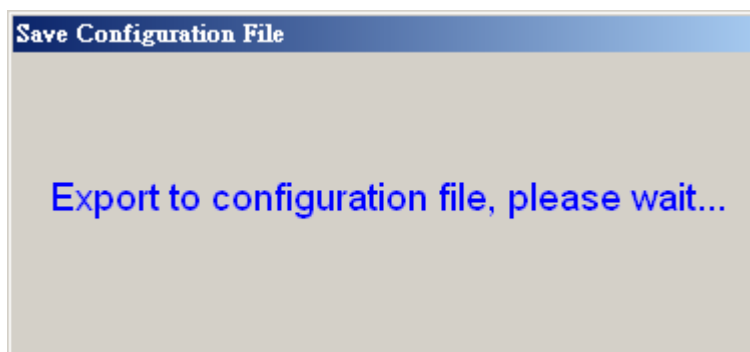 Save Configuration File
Export to configuration file, please wait...